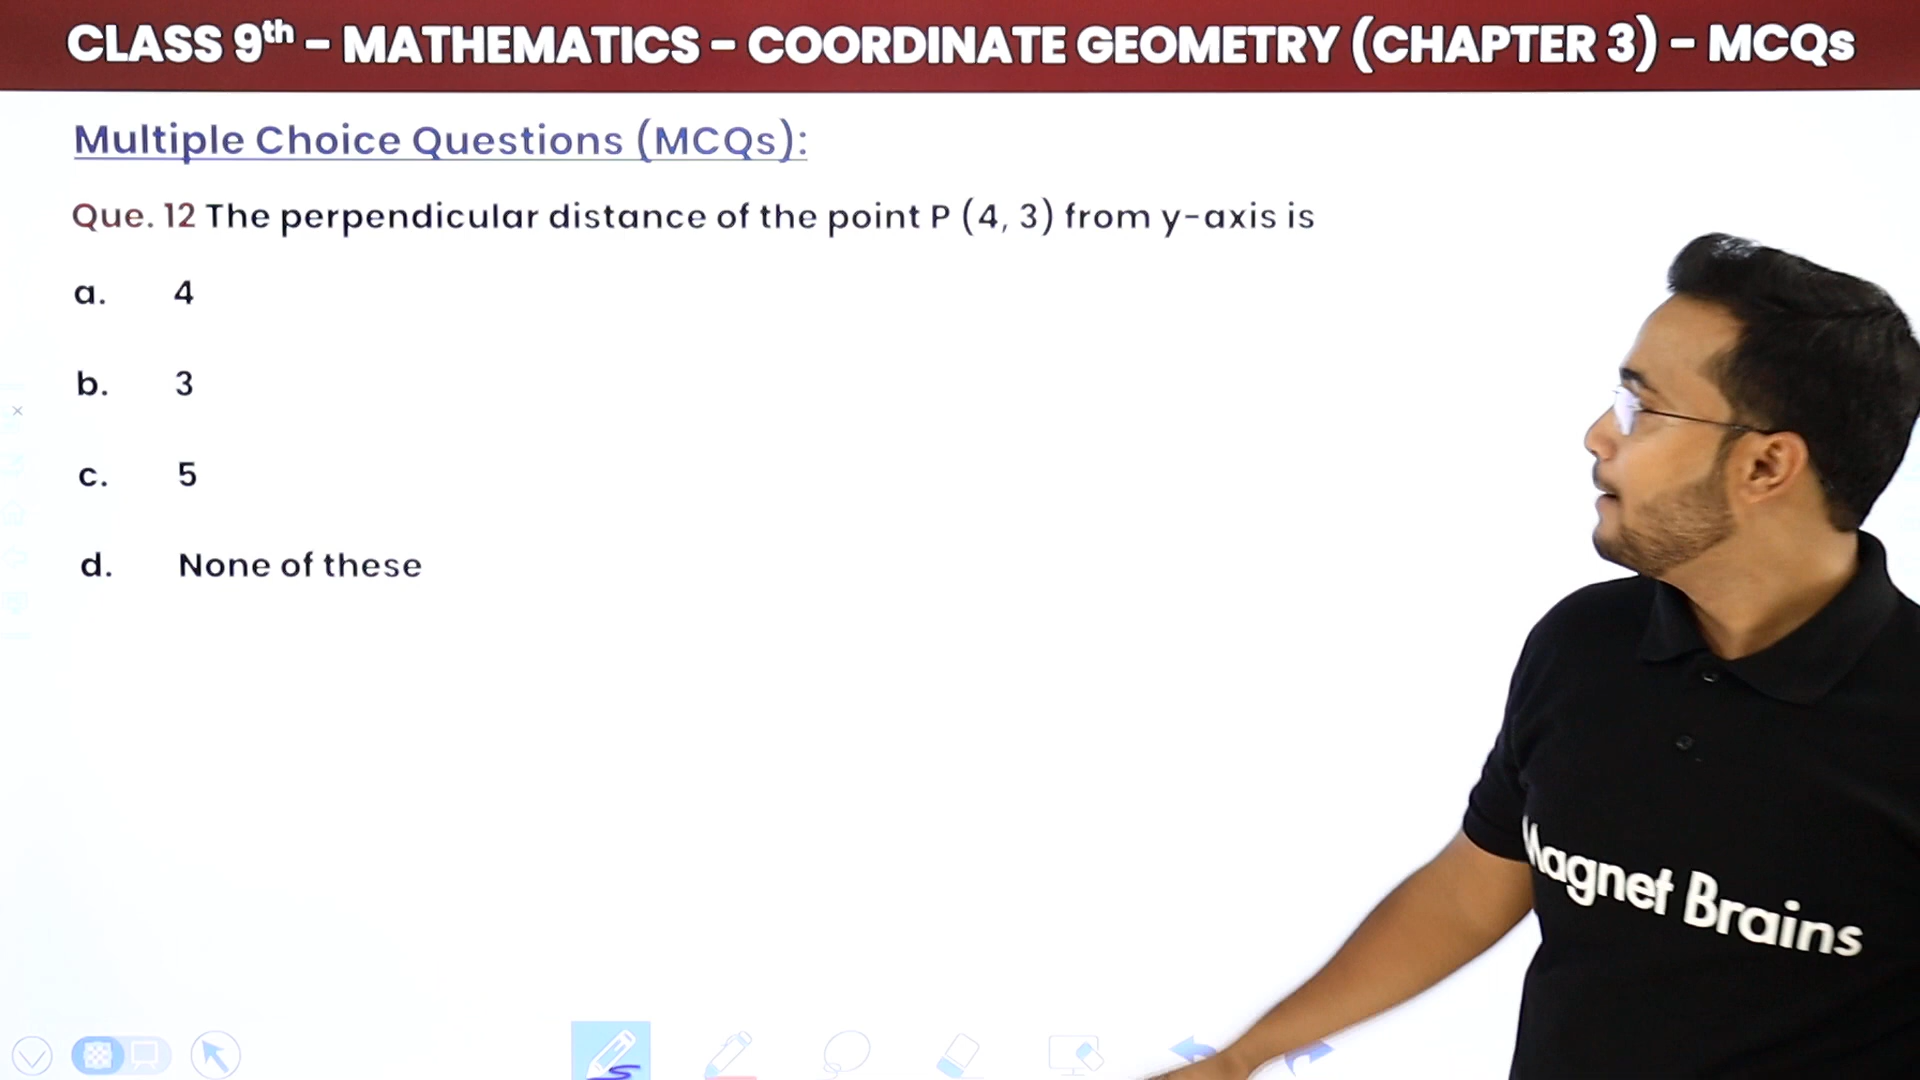 CLASS 9th - MATHEMATICS - COORDINATE GEOMETRY (CHAPTER 3) - MCQs
Multiple Choice Questions (MCQs):
Que. 12 The perpendicular distance of the point P (4, 3) from y-axis is
a. 4
b. 3
c. 5
d. None of these
Magnet Brains